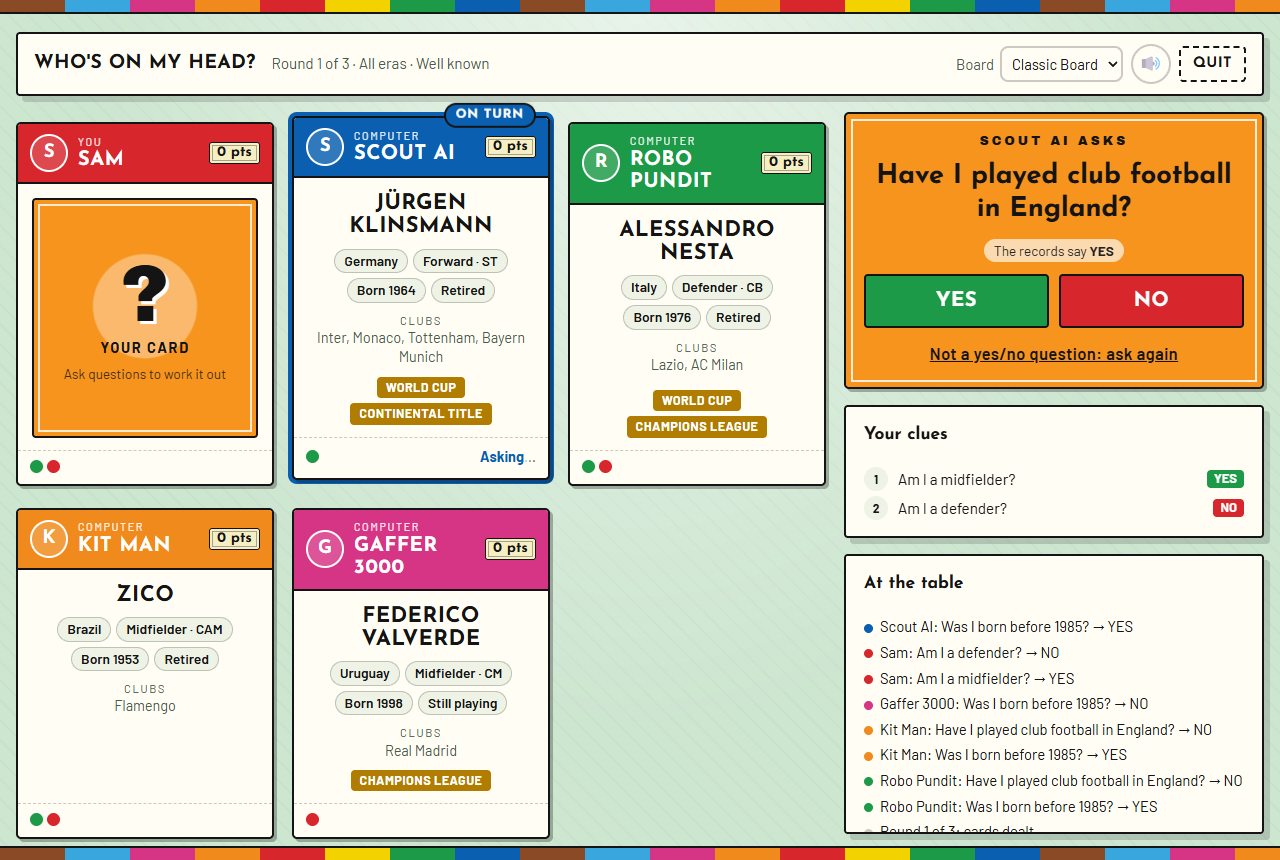 WHO'S ON MY HEAD?
Round 1 of 3 · All eras · Well known
Board
Classic Board
QUIT
S
YOU
SAM
0 pts
?
YOUR CARD
Ask questions to work it out
ON TURN
S
COMPUTER
SCOUT AI
0 pts
JÜRGEN
KLINSMANN
Germany
Forward · ST
Born 1964
Retired
CLUBS
Inter, Monaco, Tottenham, Bayern
Munich
WORLD CUP
CONTINENTAL TITLE
Asking...
R
COMPUTER
ROBO
PUNDIT
0 pts
ALESSANDRO
NESTA
Italy
Defender · CB
Born 1976
Retired
CLUBS
Lazio, AC Milan
WORLD CUP
CHAMPIONS LEAGUE
K
COMPUTER
KIT MAN
0 pts
ZICO
Brazil
Midfielder · CAM
Born 1953
Retired
CLUBS
Flamengo
G
COMPUTER
GAFFER
3000
0 pts
FEDERICO
VALVERDE
Uruguay
Midfielder · CM
Born 1998
Still playing
CLUBS
Real Madrid
CHAMPIONS LEAGUE
SCOUT AI ASKS
Have I played club football
in England?
The records say YES
YES
NO
Not a yes/no question: ask again
Your clues
1 Am I a midfielder? YES
2 Am I a defender? NO
At the table
Scout AI: Was I born before 1985? → YES
Sam: Am I a defender? → NO
Sam: Am I a midfielder? → YES
Gaffer 3000: Was I born before 1985? → NO
Kit Man: Have I played club football in England? → NO
Kit Man: Was I born before 1985? → YES
Robo Pundit: Have I played club football in England? → NO
Robo Pundit: Was I born before 1985? → YES
Round 1 of 3: cards dealt